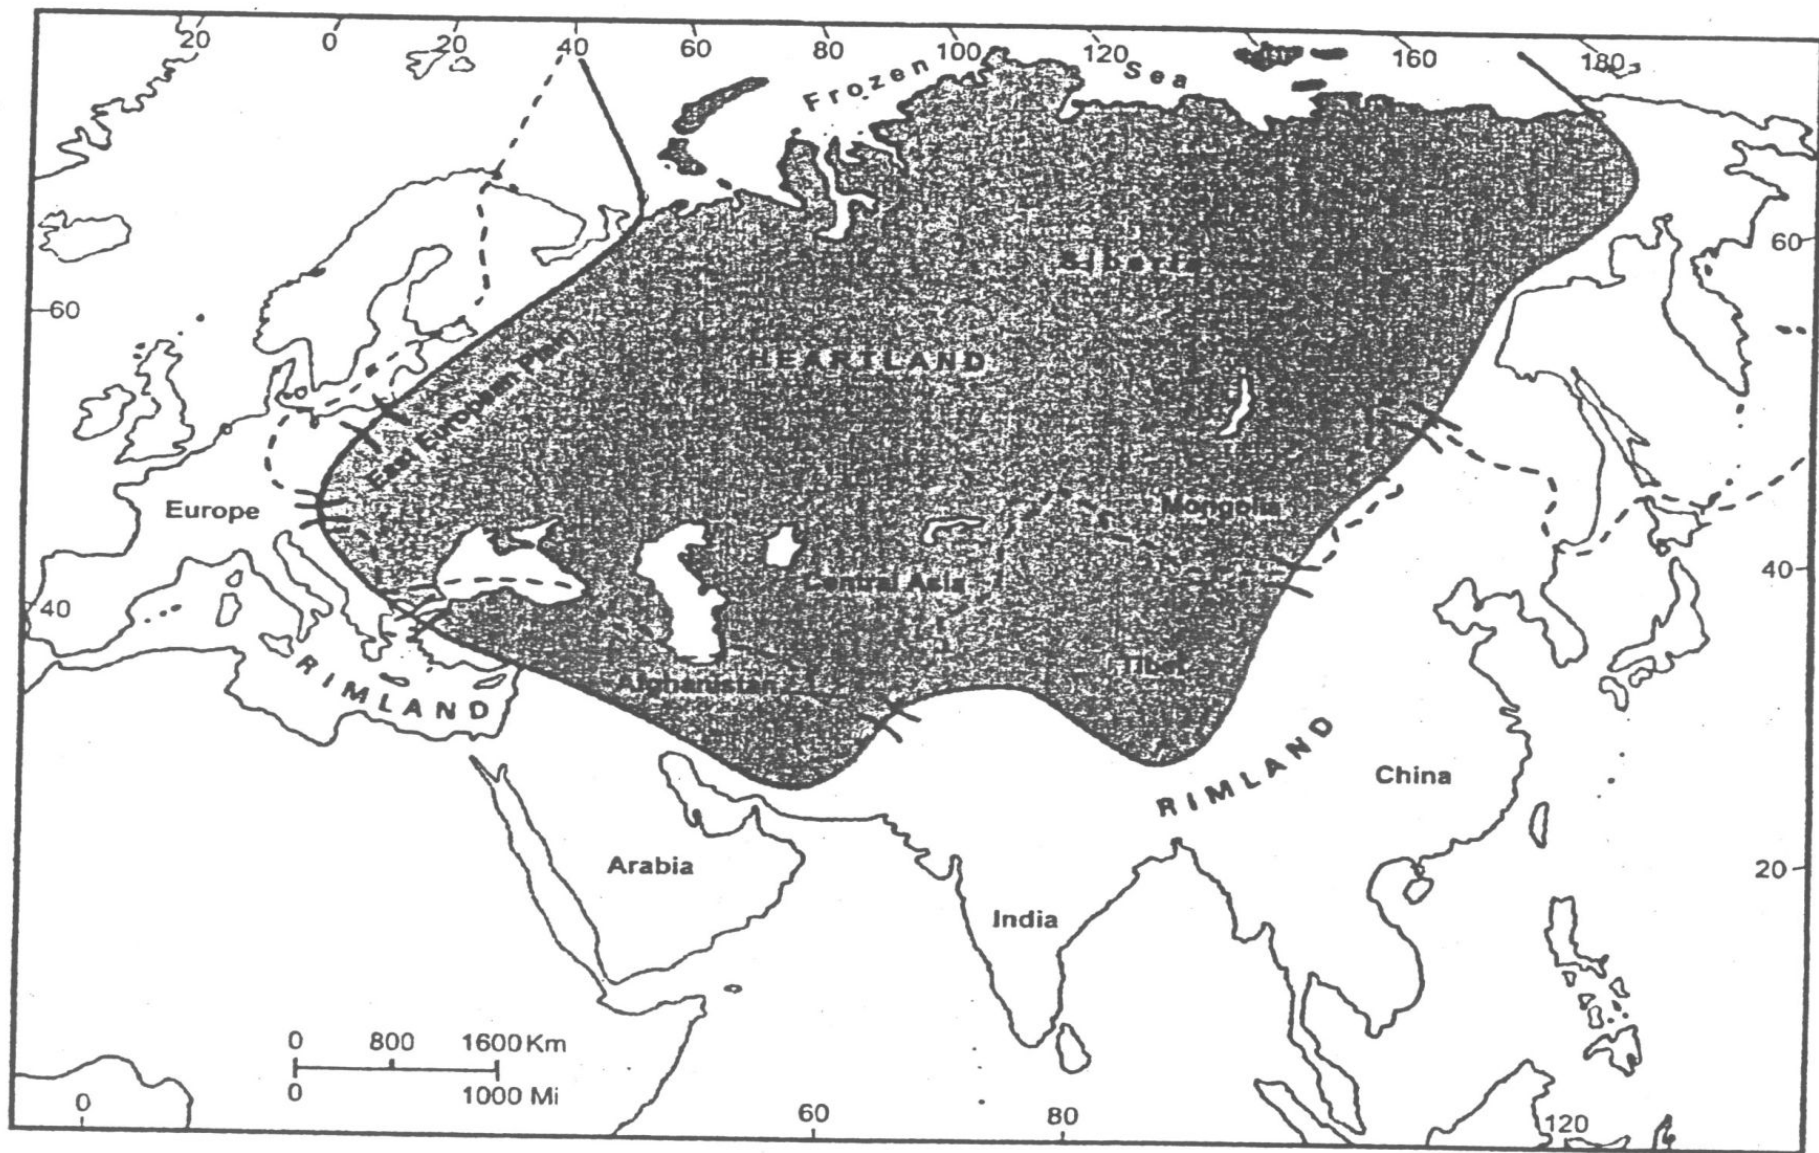 20 0 20 40 60 80 100 120 160 180
Frozen Sea
60
Siberia
60
HEARTLAND
East European Plain
Europe
Mongolia
40
Central Asia
40
Tibet
Afghanistan
RIMLAND
RIMLAND
China
Arabia
20
India
0 800 1600 Km
0 1000 Mi
0 60 80 120